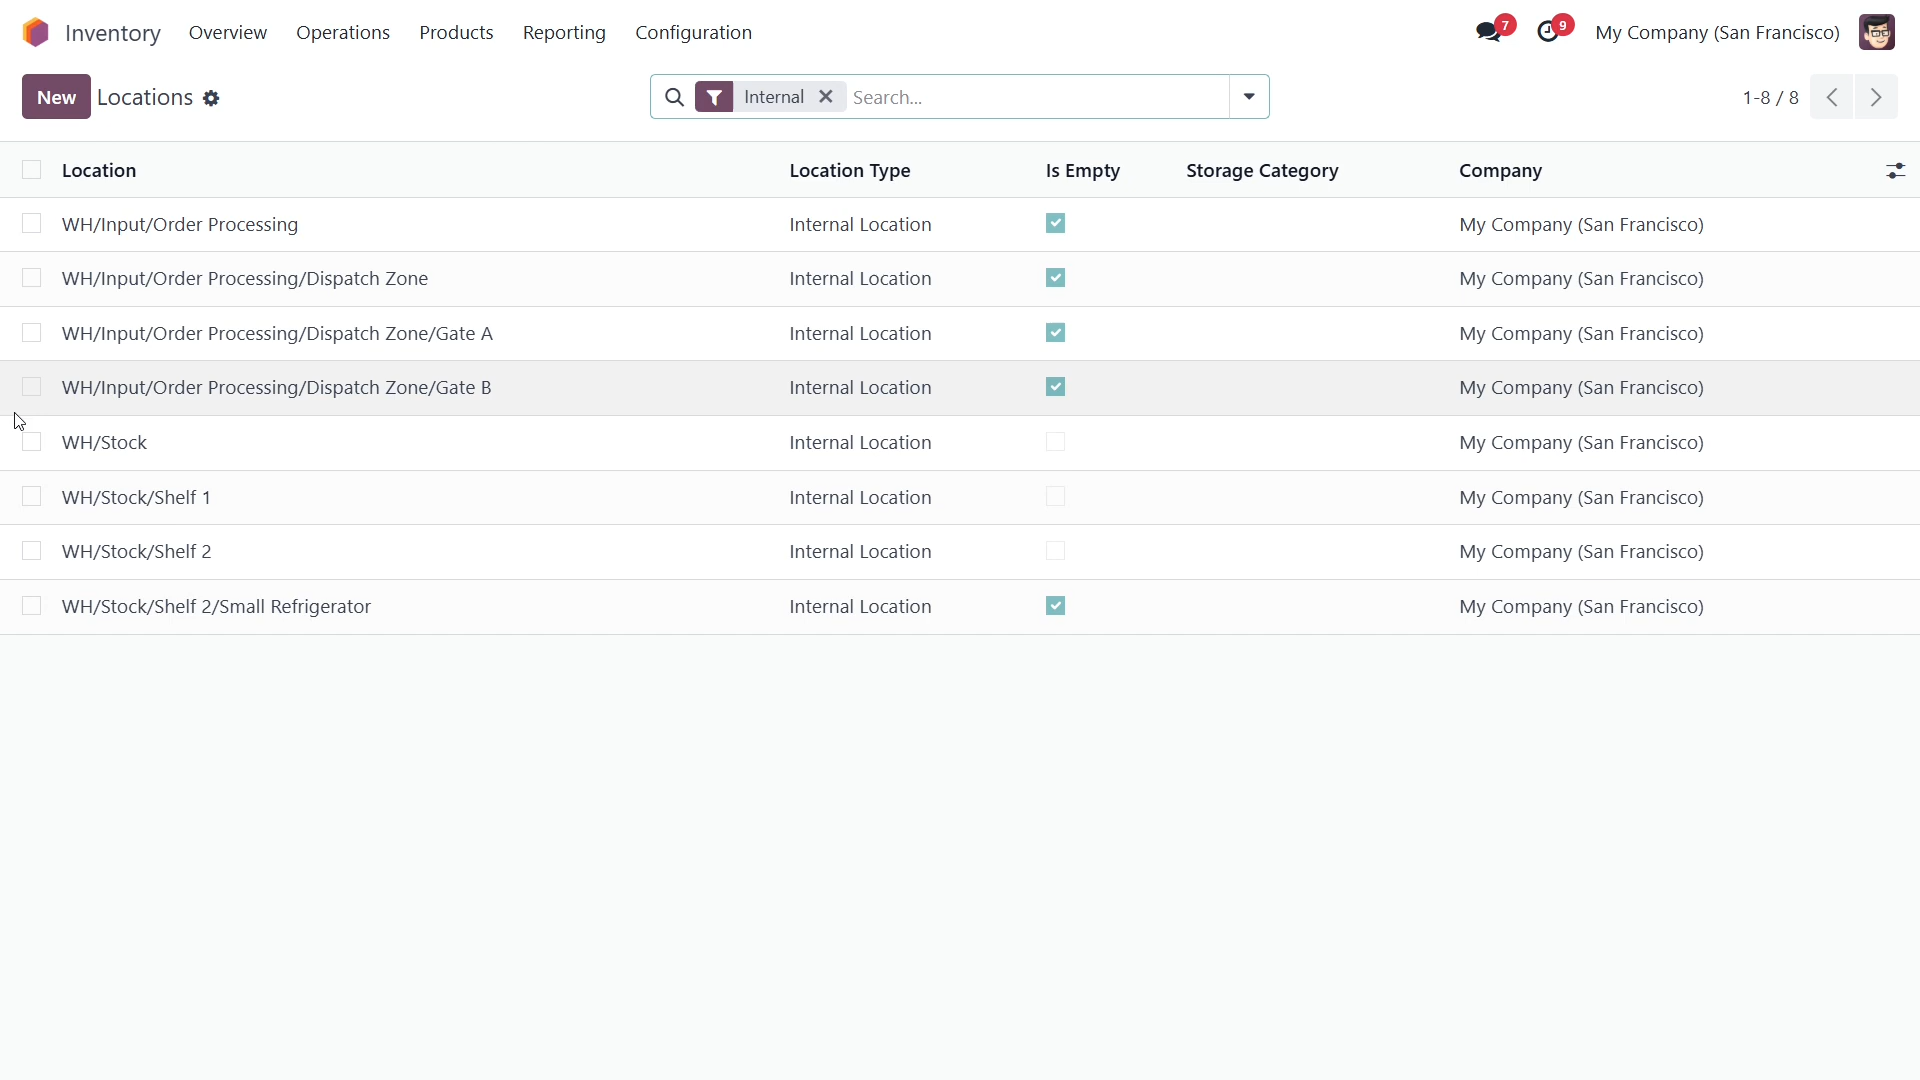 Inventory Overview Operations Products Reporting Configuration 7 9 My Company (San Francisco)
New Locations Internal Search... 1-8 / 8
Location Location Type Is Empty Storage Category Company
WH/Input/Order Processing Internal Location My Company (San Francisco)
WH/Input/Order Processing/Dispatch Zone Internal Location My Company (San Francisco)
WH/Input/Order Processing/Dispatch Zone/Gate A Internal Location My Company (San Francisco)
WH/Input/Order Processing/Dispatch Zone/Gate B Internal Location My Company (San Francisco)
WH/Stock Internal Location My Company (San Francisco)
WH/Stock/Shelf 1 Internal Location My Company (San Francisco)
WH/Stock/Shelf 2 Internal Location My Company (San Francisco)
WH/Stock/Shelf 2/Small Refrigerator Internal Location My Company (San Francisco)